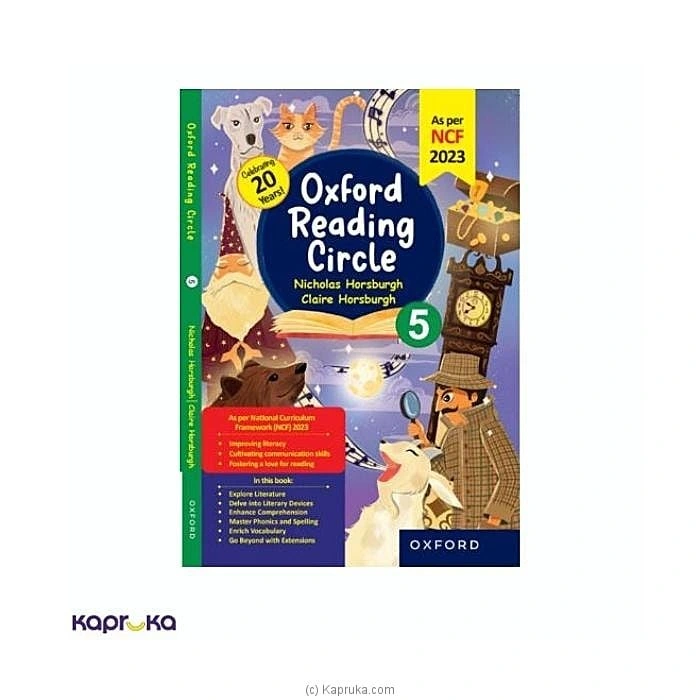 Oxford Reading Circle
5
Nicholas Horsburgh | Claire Horsburgh
OXFORD
Celebrating
20
Years!
As per
NCF
2023
Oxford
Reading
Circle
Nicholas Horsburgh
Claire Horsburgh
5
As per National Curriculum
Framework (NCF) 2023
• Improving literacy
• Cultivating communication skills
• Fostering a love for reading
In this book:
• Explore Literature
• Delve into Literary Devices
• Enhance Comprehension
• Master Phonics and Spelling
• Enrich Vocabulary
• Go Beyond with Extensions
OXFORD
kapruka
(c) Kapruka.com